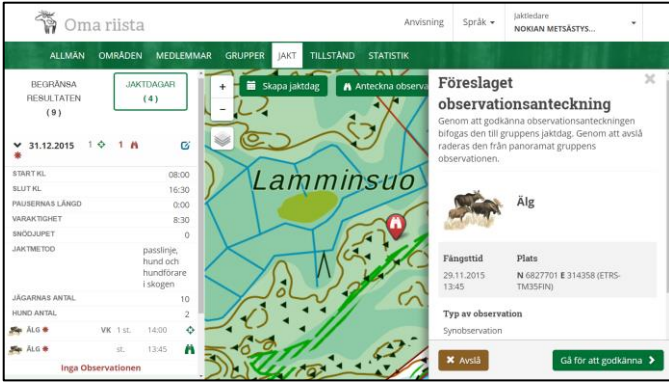 Oma riista
Anvisning
Språk
Jaktledare
NOKIAN METSÄSTYS...
ALLMÄN OMRÅDEN MEDLEMMAR GRUPPER JAKT TILLSTÅND STATISTIK
BEGRÄNSA
RESULTATEN
(9)
JAKTDAGAR
(4)
31.12.2015 1 1
START KL 08:00
SLUT KL 16:30
PAUSERNAS LÄNGD 0:00
VARAKTIGHET 8:30
SNÖDJUPET 0
JAKTMETOD passlinje,
hund och
hundförare
i skogen
JÄGARNAS ANTAL 10
HUND ANTAL 2
ÄLG VK 1 st. 14:00
ÄLG st. 13:45
Inga Observationen
+
-
Skapa jaktdag
Anteckna observa
Lamminsuo
Föreslaget
observationsanteckning
Genom att godkänna observationsanteckningen
bifogas den till gruppens jaktdag. Genom att avslå
raderas den från panoramat gruppens
observationen.
Älg
Fångsttid Plats
29.11.2015 N 6827701 E 314358 (ETRS-
13:45 TM35FIN)
Typ av observation
Synobservation
Avslå
Gå för att godkänna